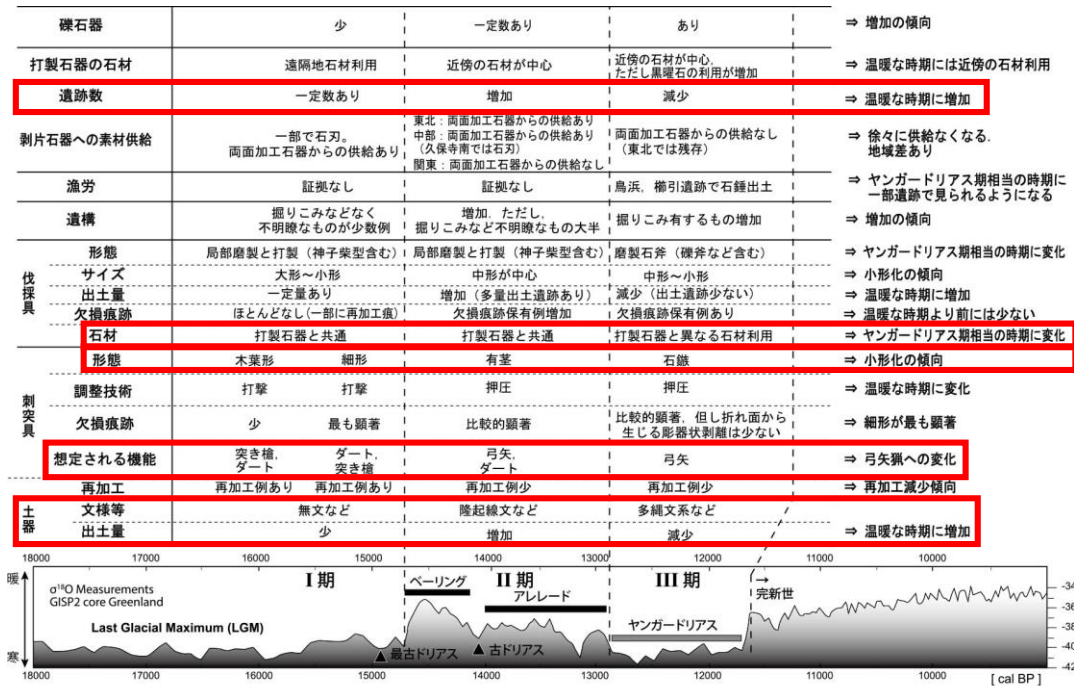 礫石器 少 一定数あり あり ⇒ 増加の傾向
打製石器の石材 遠隔地石材利用 近傍の石材が中心 近傍の石材が中心, ⇒ 温暖な時期には近傍の石材利用
ただし黒曜石の利用が増加
遺跡数 一定数あり 増加 減少 ⇒ 温暖な時期に増加
剥片石器への素材供給 一部で石刃。 東北:両面加工石器からの供給あり 両面加工石器からの供給なし ⇒ 徐々に供給なくなる.
両面加工石器からの供給あり 中部:両面加工石器からの供給あり (東北では残存) 地域差あり
(久保寺南では石刃)
関東:両面加工石器からの供給なし
漁労 証拠なし 証拠なし 鳥浜,櫛引遺跡で石錘出土 ⇒ ヤンガードリアス期相当の時期に
一部遺跡で見られるようになる
遺構 掘りこみなどなく 増加. ただし, 掘りこみ有するもの増加 ⇒ 増加の傾向
不明瞭なものが少数例 掘りこみなど不明瞭なもの大半
伐採具
形態 局部磨製と打製(神子柴型含む) 局部磨製と打製(神子柴型含む) 磨製石斧(礫斧など含む) ⇒ ヤンガードリアス期相当の時期に変化
サイズ 大形~小形 中形が中心 中形~小形 ⇒ 小形化の傾向
出土量 一定量あり 増加(多量出土遺跡あり) 減少(出土遺跡少ない) ⇒ 温暖な時期に増加
欠損痕跡 ほとんどなし(一部に再加工痕) 欠損痕跡保有例増加 欠損痕跡保有例あり ⇒ 温暖な時期より前には少ない
石材 打製石器と共通 打製石器と共通 打製石器と異なる石材利用 ⇒ ヤンガードリアス期相当の時期に変化
刺突具
形態 木葉形 細形 有茎 石鏃 ⇒ 小形化の傾向
調整技術 打撃 打撃 押圧 押圧 ⇒ 温暖な時期に変化
欠損痕跡 少 最も顕著 比較的顕著 比較的顕著, 但し折れ面から ⇒ 細形が最も顕著
生じる彫器状剥離は少ない
想定される機能 突き槍, ダート, 弓矢, 弓矢 ⇒ 弓矢猟への変化
ダート 突き槍 ダート
再加工 再加工例あり 再加工例あり 再加工例少 再加工例少 ⇒ 再加工減少傾向
土器
文様等 無文など 隆起線文など 多縄文系など
出土量 少 増加 減少 ⇒ 温暖な時期に増加
18000 17000 16000 15000 14000 13000 12000 11000 10000
暖 I 期 ベーリング II 期 III 期 → 完新世
σ18O Measurements
GISP2 core Greenland
アレレード
Last Glacial Maximum (LGM) ヤンガードリアス
寒 ▲ 最古ドリアス ▲ 古ドリアス
-34
-36
-38
-40
-42
18000 17000 16000 15000 14000 13000 12000 11000 10000 [ cal BP ]